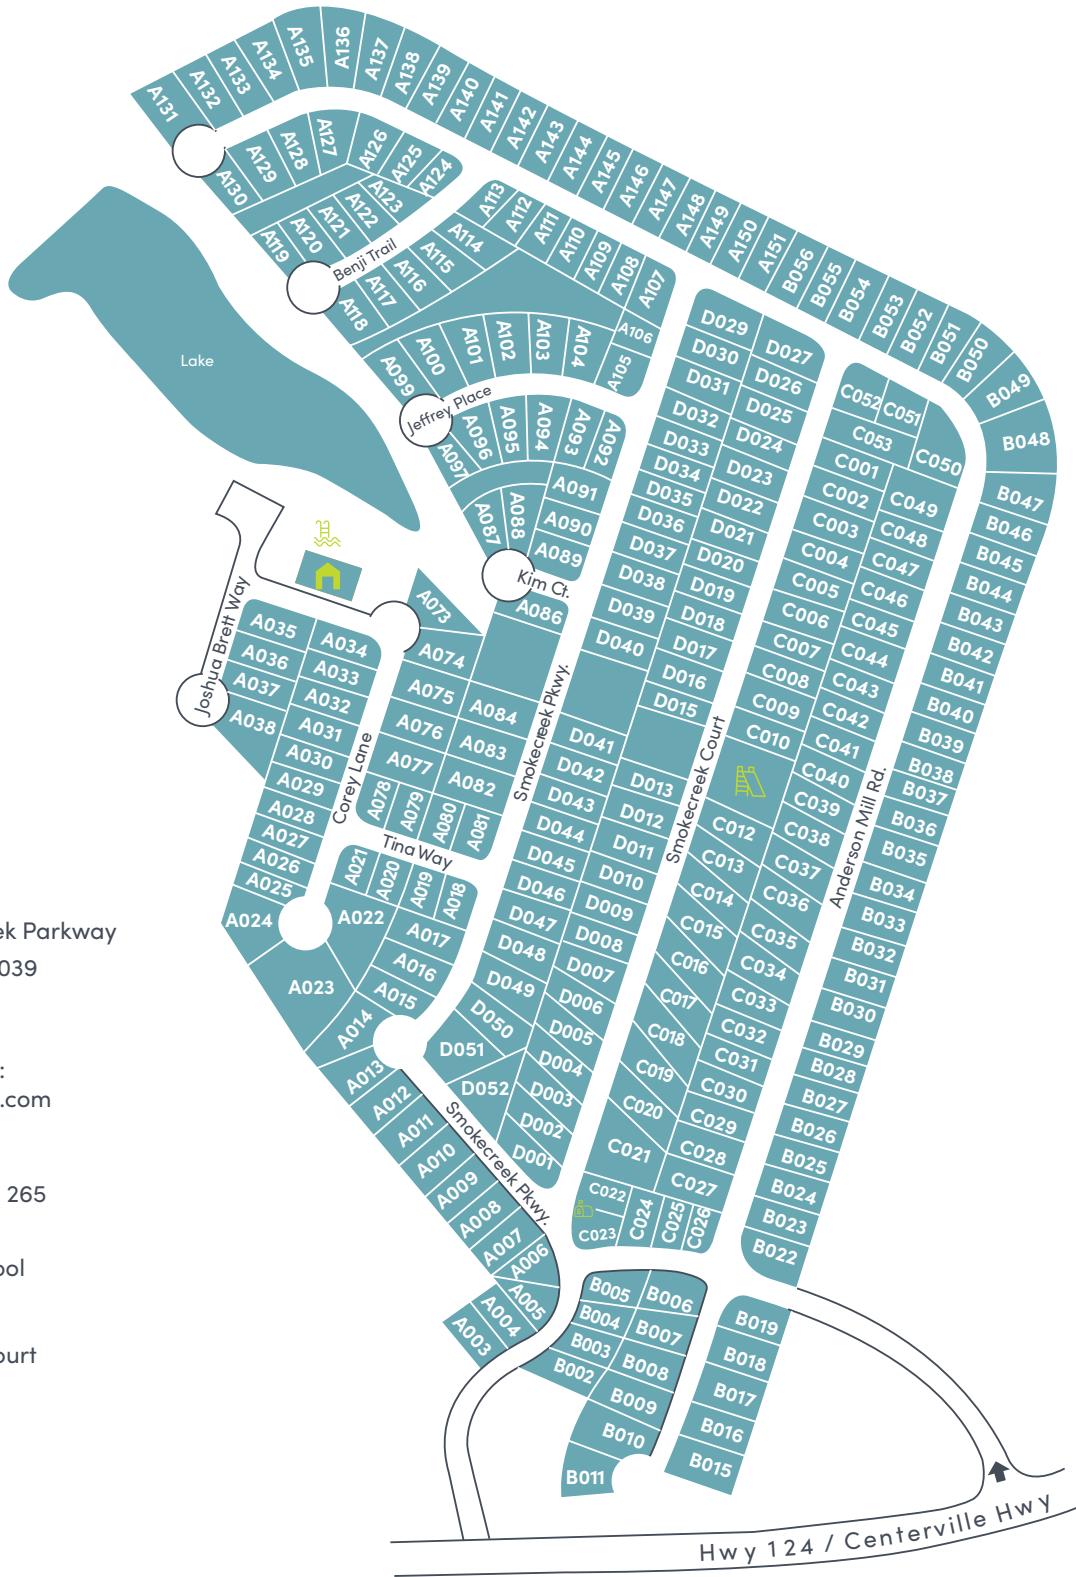 A131
A132
A133
A134
A135
A136
A137
A138
A139
A140
A141
A142
A143
A144
A145
A146
A147
A148
A149
A150
A151
B056
B055
B054
B053
B052
B051
B050
B049
B048
B047
B046
B045
B044
B043
B042
B041
B040
B039
B038
B037
B036
B035
B034
B033
B032
B031
B030
B029
B028
B027
B026
B025
B024
B023
B022
A130
A129
A128
A127
A126
A125
A124
A123
A122
A121
A120
A119
Benji Trail
A113
A112
A111
A110
A109
A108
A107
A114
A115
A116
A117
A118
A106
A105
A104
A103
A102
A101
A100
A099
Jeffrey Place
A097
A096
A095
A094
A093
A092
A091
A090
A089
A088
A087
Kim Ct.
A086
Lake
Joshua Brett Way
A035
A034
A036
A033
A037
A032
A038
A031
A030
A029
A028
A027
A026
A025
A024
A023
A022
Corey Lane
A073
A074
A075
A084
A076
A083
A077
A082
A078
A079
A080
A081
Tina Way
A021
A020
A019
A018
A017
A016
A015
A014
A013
A012
A011
A010
A009
A008
A007
A006
A005
A004
A003
Smokecreek Pkwy.
Smokecreek Pkwy.
D029
D027
D030
D026
D031
D025
D032
D024
D033
D023
D034
D022
D035
D021
D036
D020
D037
D019
D038
D018
D039
D017
D040
D016
D015
D041
D042
D013
D043
D012
D044
D011
D045
D010
D046
D009
D047
D008
D048
D007
D049
D006
D050
D005
D051
D004
D052
D003
D002
D001
Smokecreek Court
C052
C051
C053
C050
C001
C049
C002
C048
C003
C047
C004
C046
C005
C045
C006
C044
C007
C043
C008
C042
C009
C041
C010
C040
C039
C012
C038
C013
C037
C014
C036
C015
C035
C016
C034
C017
C033
C018
C032
C019
C031
C020
C030
C021
C029
C028
C027
C022
C023
C024
C025
C026
Anderson Mill Rd.
B005
B006
B004
B007
B003
B008
B002
B009
B010
B011
B019
B018
B017
B016
B015
Hwy 124 / Centerville Hwy
ek Parkway
039
:
.com
265
ool
ourt